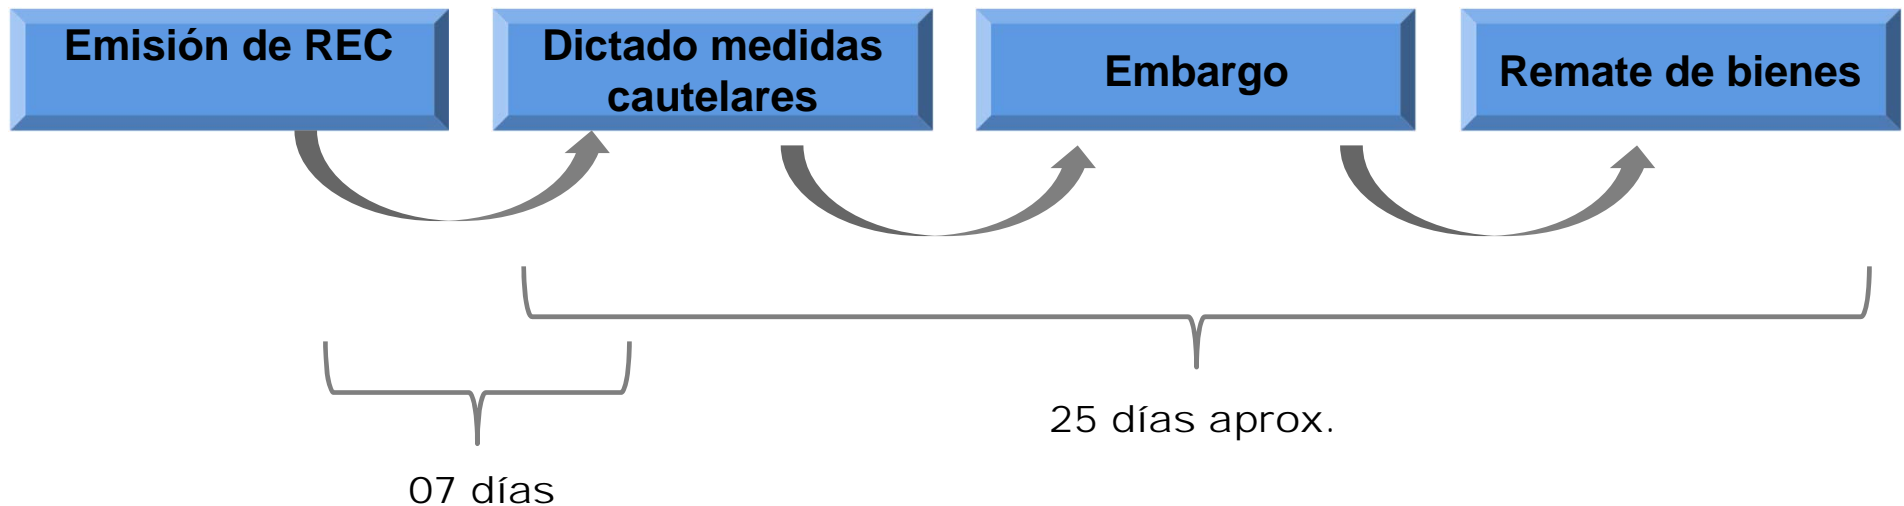 Emisión de REC
Dictado medidas
cautelares
Embargo
Remate de bienes
25 días aprox.
07 días